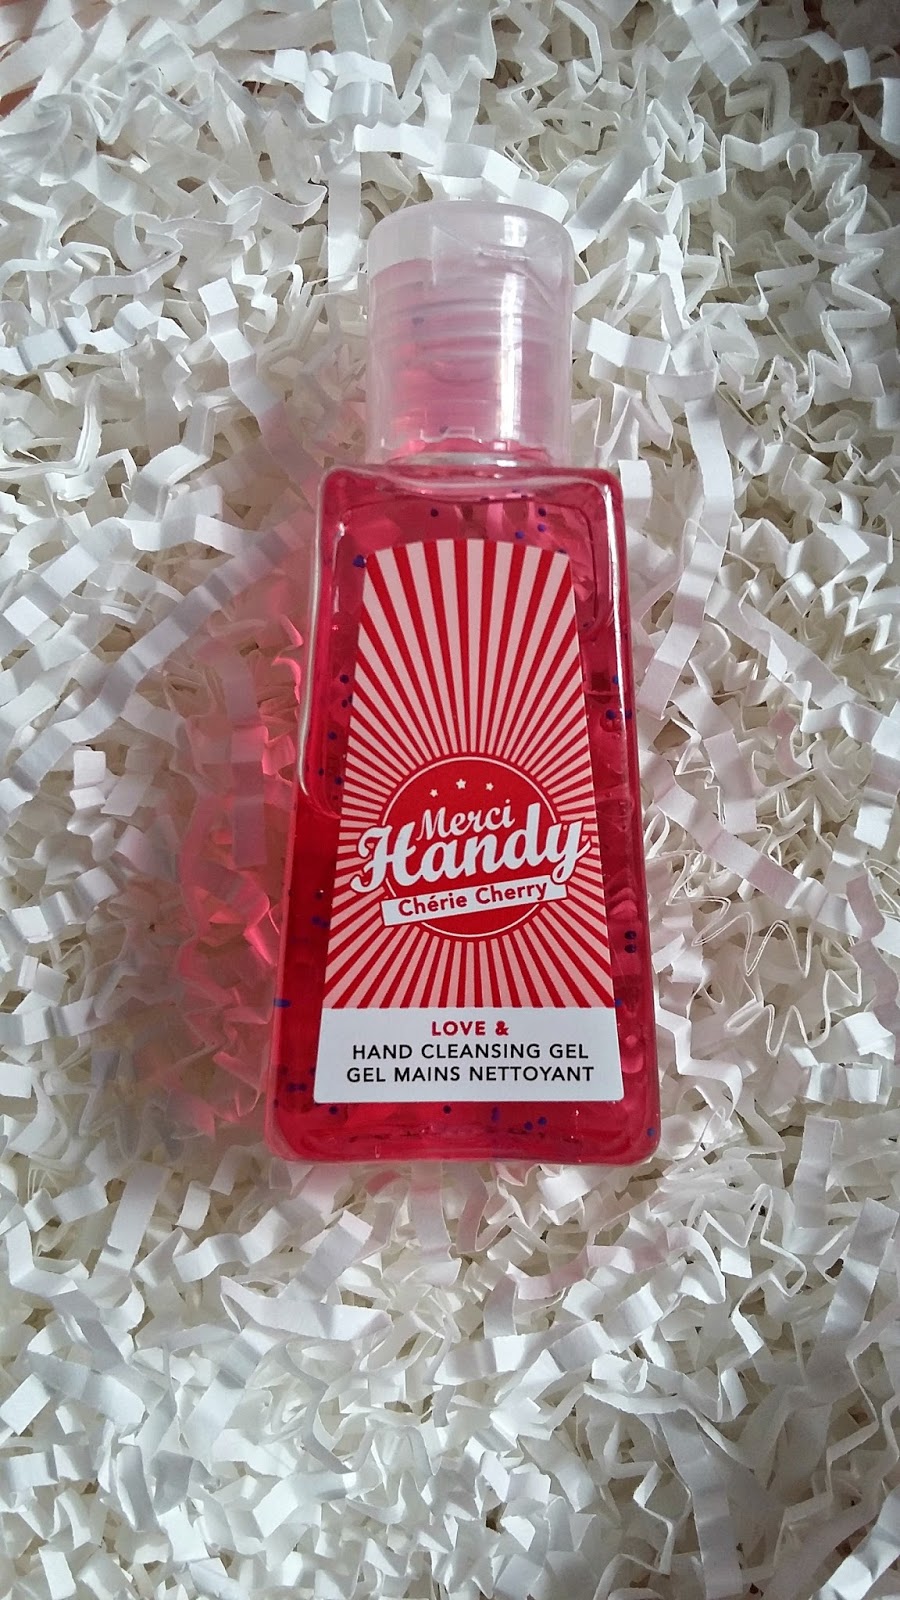 Merci
Handy
Chérie Cherry
LOVE &
HAND CLEANSING GEL
GEL MAINS NETTOYANT